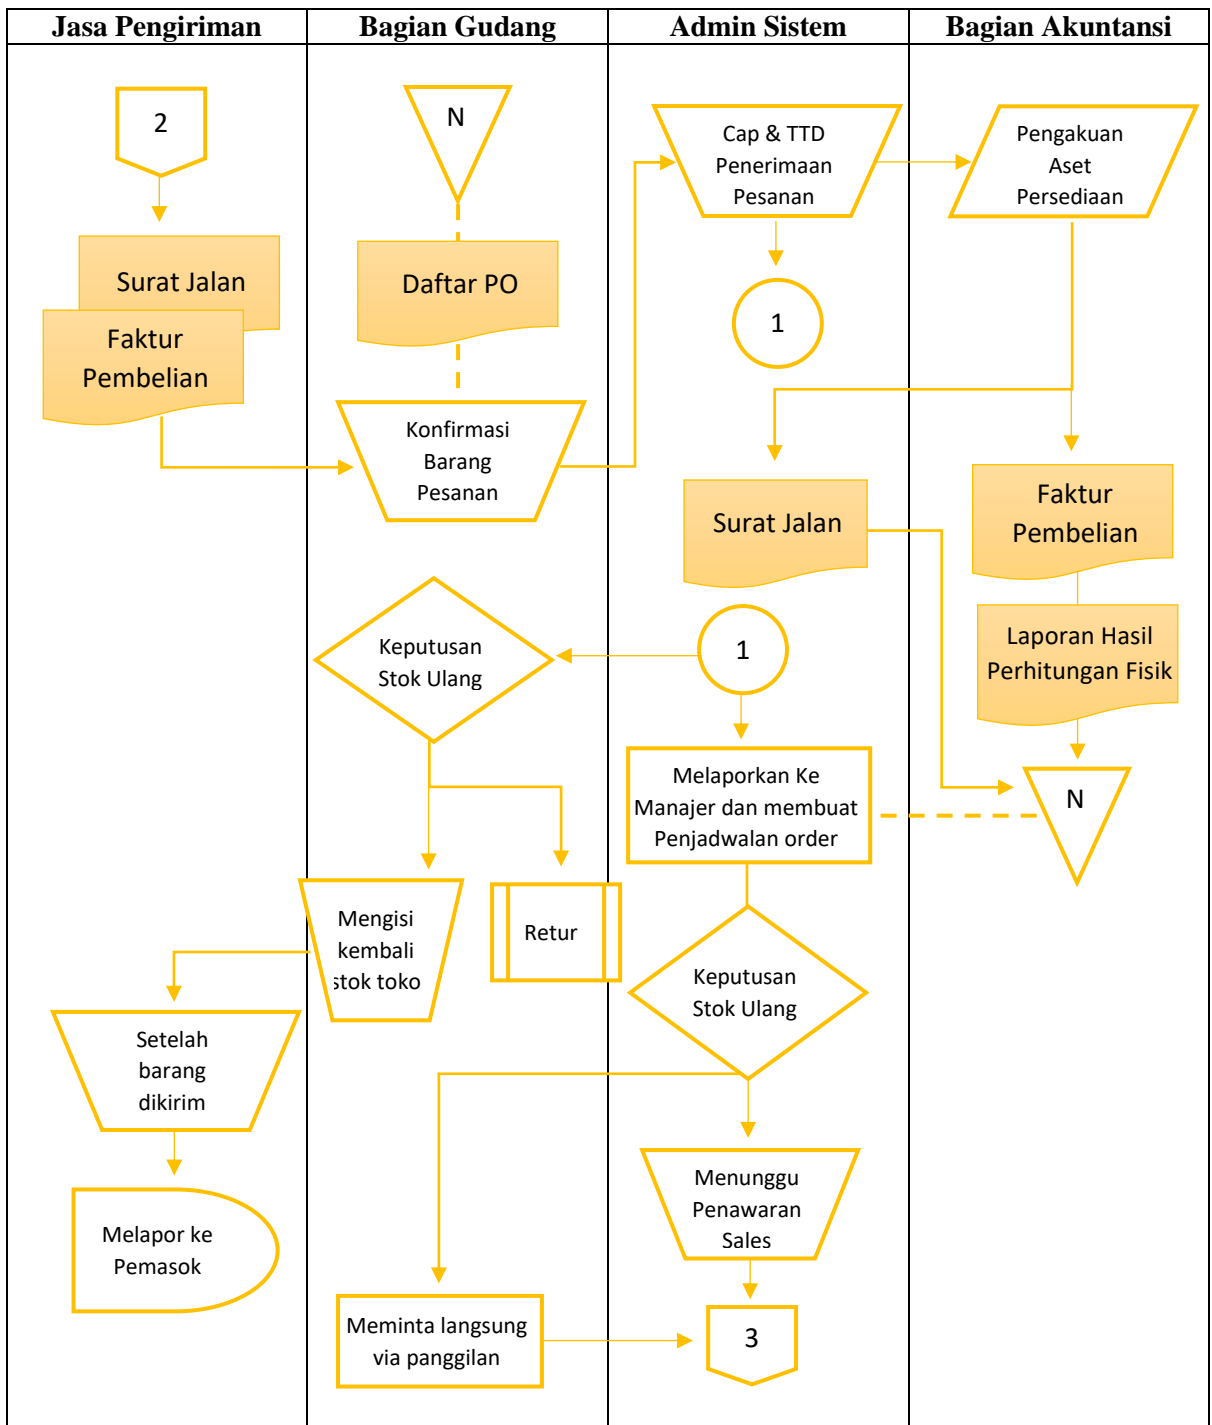 Jasa Pengiriman
Bagian Gudang
Admin Sistem
Bagian Akuntansi
2
N
Cap & TTD
Penerimaan
Pesanan
Pengakuan
Aset
Persediaan
Surat Jalan
Faktur
Pembelian
Daftar PO
1
Konfirmasi
Barang
Pesanan
Surat Jalan
Faktur
Pembelian
Keputusan
Stok Ulang
1
Laporan Hasil
Perhitungan Fisik
Melaporkan Ke
Manajer dan membuat
Penjadwalan order
N
Mengisi
kembali
stok toko
Retur
Keputusan
Stok Ulang
Setelah
barang
dikirim
Menunggu
Penawaran
Sales
Melapor ke
Pemasok
Meminta langsung
via panggilan
3